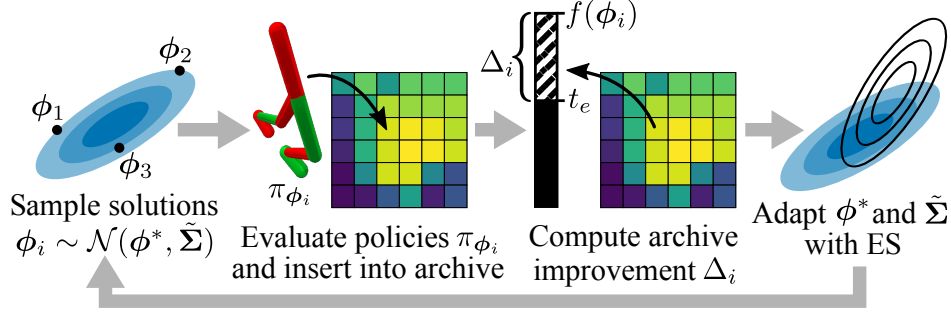 ϕ₁
ϕ₂
ϕ₃
Sample solutions
ϕᵢ ∼ 𝒩(ϕ*, Σ̃)
π_ϕᵢ
Evaluate policies π_ϕᵢ
and insert into archive
f(ϕᵢ)
Δᵢ
tₑ
Compute archive
improvement Δᵢ
Adapt ϕ* and Σ̃
with ES